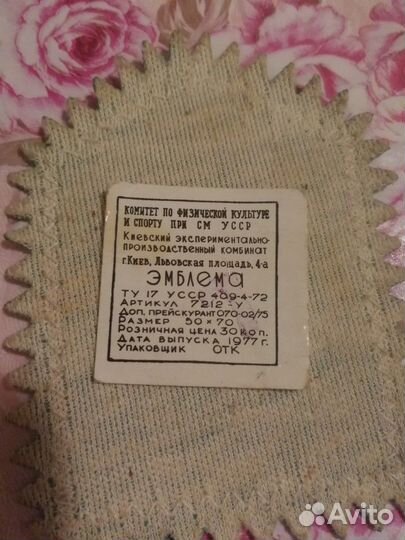 КОМИТЕТ ПО ФИЗИЧЕСКОЙ КУЛЬТУРЕ
И СПОРТУ ПРИ СМ УССР
КИЕВСКИЙ ЭКСПЕРИМЕНТАЛЬНО-
ПРОИЗВОДСТВЕННЫЙ КОМБИНАТ
г. КИЕВ, ЛЬВОВСКАЯ ПЛОЩАДЬ, 4-а
ЭМБЛЕМА
ТУ 17 УССР 409-4-72
АРТИКУЛ 7212-У
ДОП. ПРЕЙСКУРАНТ 070-02/75
РАЗМЕР 50 × 70
РОЗНИЧНАЯ ЦЕНА 30 коп.
ДАТА ВЫПУСКА 1977 г.
УПАКОВЩИК ОТК
Avito